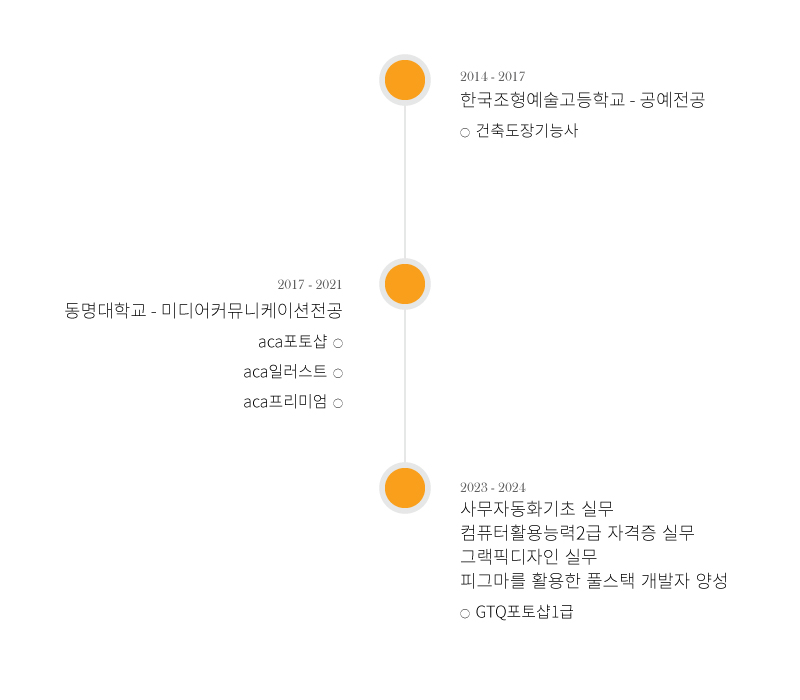 2014 - 2017
한국조형예술고등학교 - 공예전공
○ 건축도장기능사
2017 - 2021
동명대학교 - 미디어커뮤니케이션전공
aca포토샵 ○
aca일러스트 ○
aca프리미엄 ○
2023 - 2024
사무자동화기초 실무
컴퓨터활용능력2급 자격증 실무
그랙픽디자인 실무
피그마를 활용한 풀스택 개발자 양성
○ GTQ포토샵1급